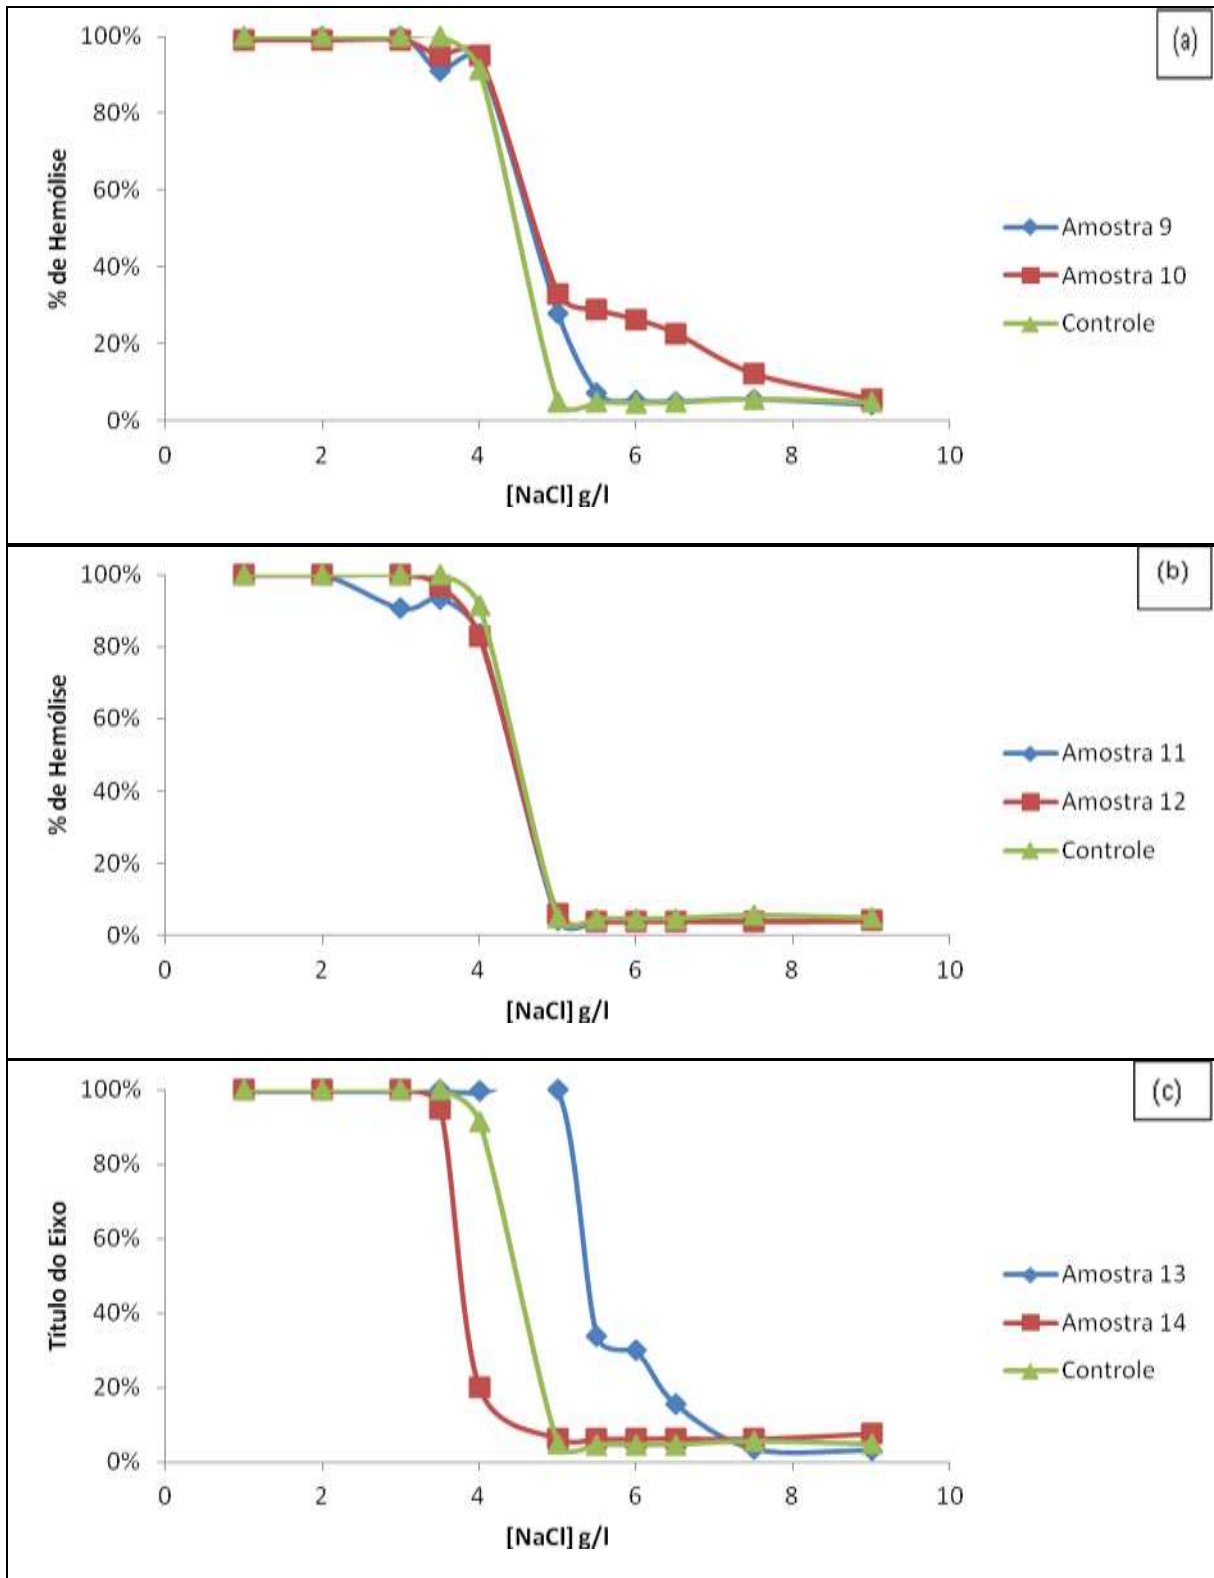 (a)
% de Hemólise
100%
80%
60%
40%
20%
0%
0 2 4 6 8 10
[NaCl] g/l
Amostra 9
Amostra 10
Controle
(b)
% de Hemólise
100%
80%
60%
40%
20%
0%
0 2 4 6 8 10
[NaCl] g/l
Amostra 11
Amostra 12
Controle
(c)
Título do Eixo
100%
80%
60%
40%
20%
0%
0 2 4 6 8 10
[NaCl] g/l
Amostra 13
Amostra 14
Controle